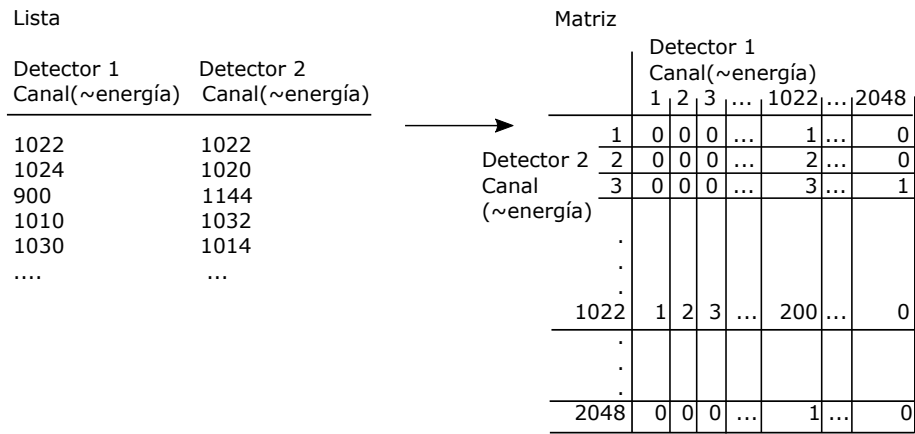 Lista
Detector 1 Detector 2
Canal(~energía) Canal(~energía)
1022 1022
1024 1020
900 1144
1010 1032
1030 1014
.... ...
Matriz
Detector 1
Canal(~energía)
1 2 3 ... 1022 ... 2048
1 0 0 0 ... 1 ... 0
Detector 2 2 0 0 0 ... 2 ... 0
Canal 3 0 0 0 ... 3 ... 1
(~energía)
.
.
.
1022 1 2 3 ... 200 ... 0
.
.
.
2048 0 0 0 ... 1 ... 0